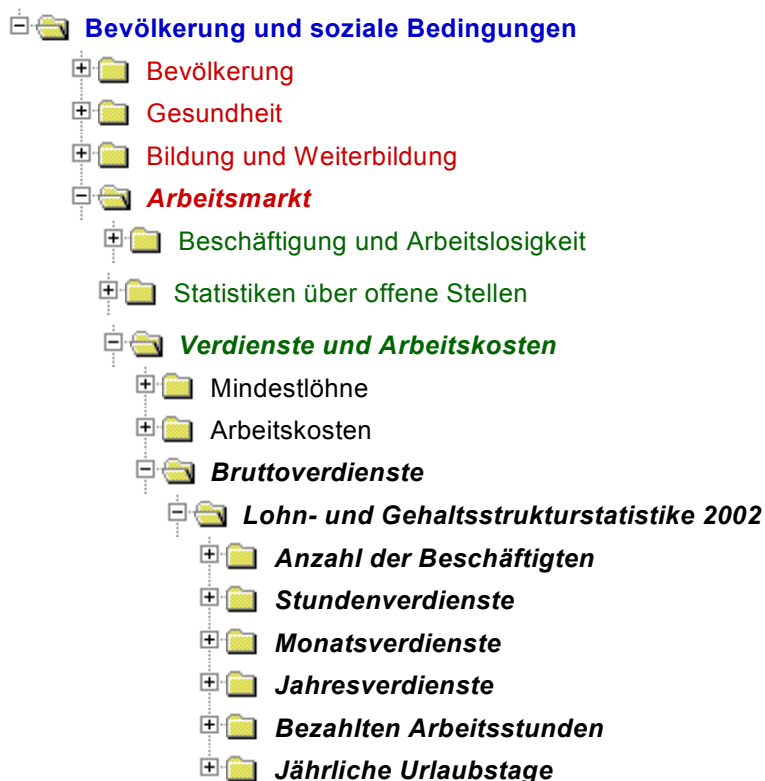 Bevölkerung und soziale Bedingungen
Bevölkerung
Gesundheit
Bildung und Weiterbildung
Arbeitsmarkt
Beschäftigung und Arbeitslosigkeit
Statistiken über offene Stellen
Verdienste und Arbeitskosten
Mindestlöhne
Arbeitskosten
Bruttoverdienste
Lohn- und Gehaltsstrukturstatistike 2002
Anzahl der Beschäftigten
Stundenverdienste
Monatsverdienste
Jahresverdienste
Bezahlten Arbeitsstunden
Jährliche Urlaubstage